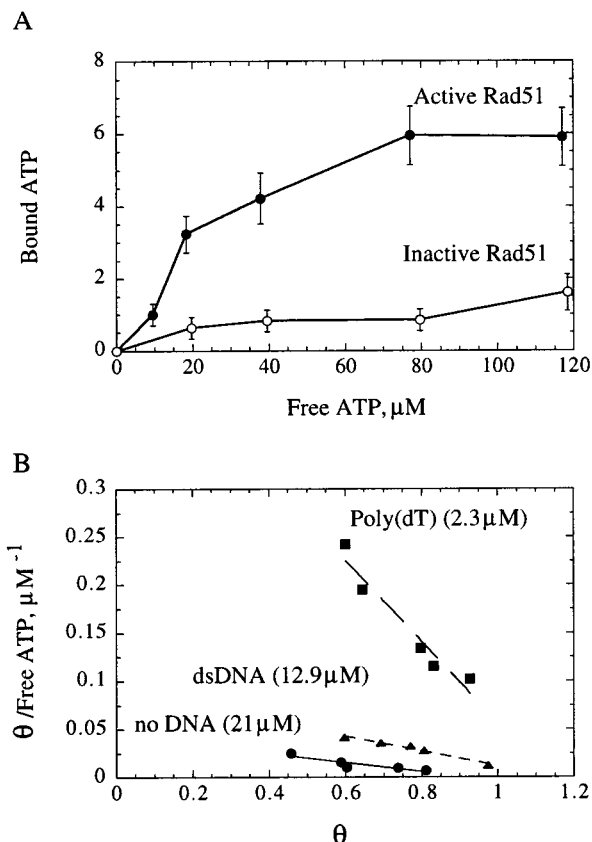 A
8
6
4
2
0
Bound ATP
Active Rad51
Inactive Rad51
0 20 40 60 80 100 120
Free ATP, μM
B
0.3
0.25
0.2
0.15
0.1
0.05
0
θ/Free ATP, μM⁻¹
Poly(dT) (2.3μM)
dsDNA (12.9μM)
no DNA (21μM)
0 0.2 0.4 0.6 0.8 1 1.2
θ